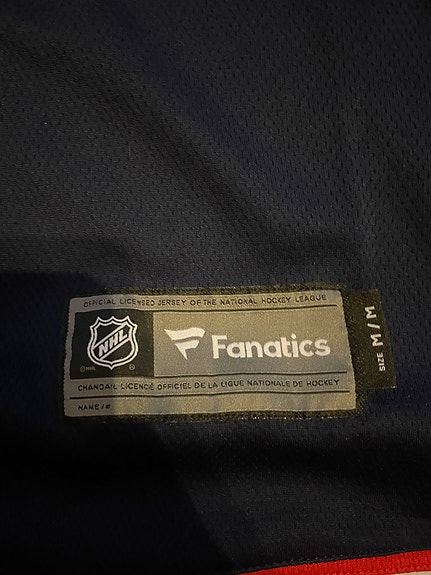 OFFICIAL LICENSED JERSEY OF THE NATIONAL HOCKEY LEAGUE
NHL
Fanatics
©NHL
CHANDAIL LICENCÉ OFFICIEL DE LA LIGUE NATIONALE DE HOCKEY
NAME / #
SIZE M / M